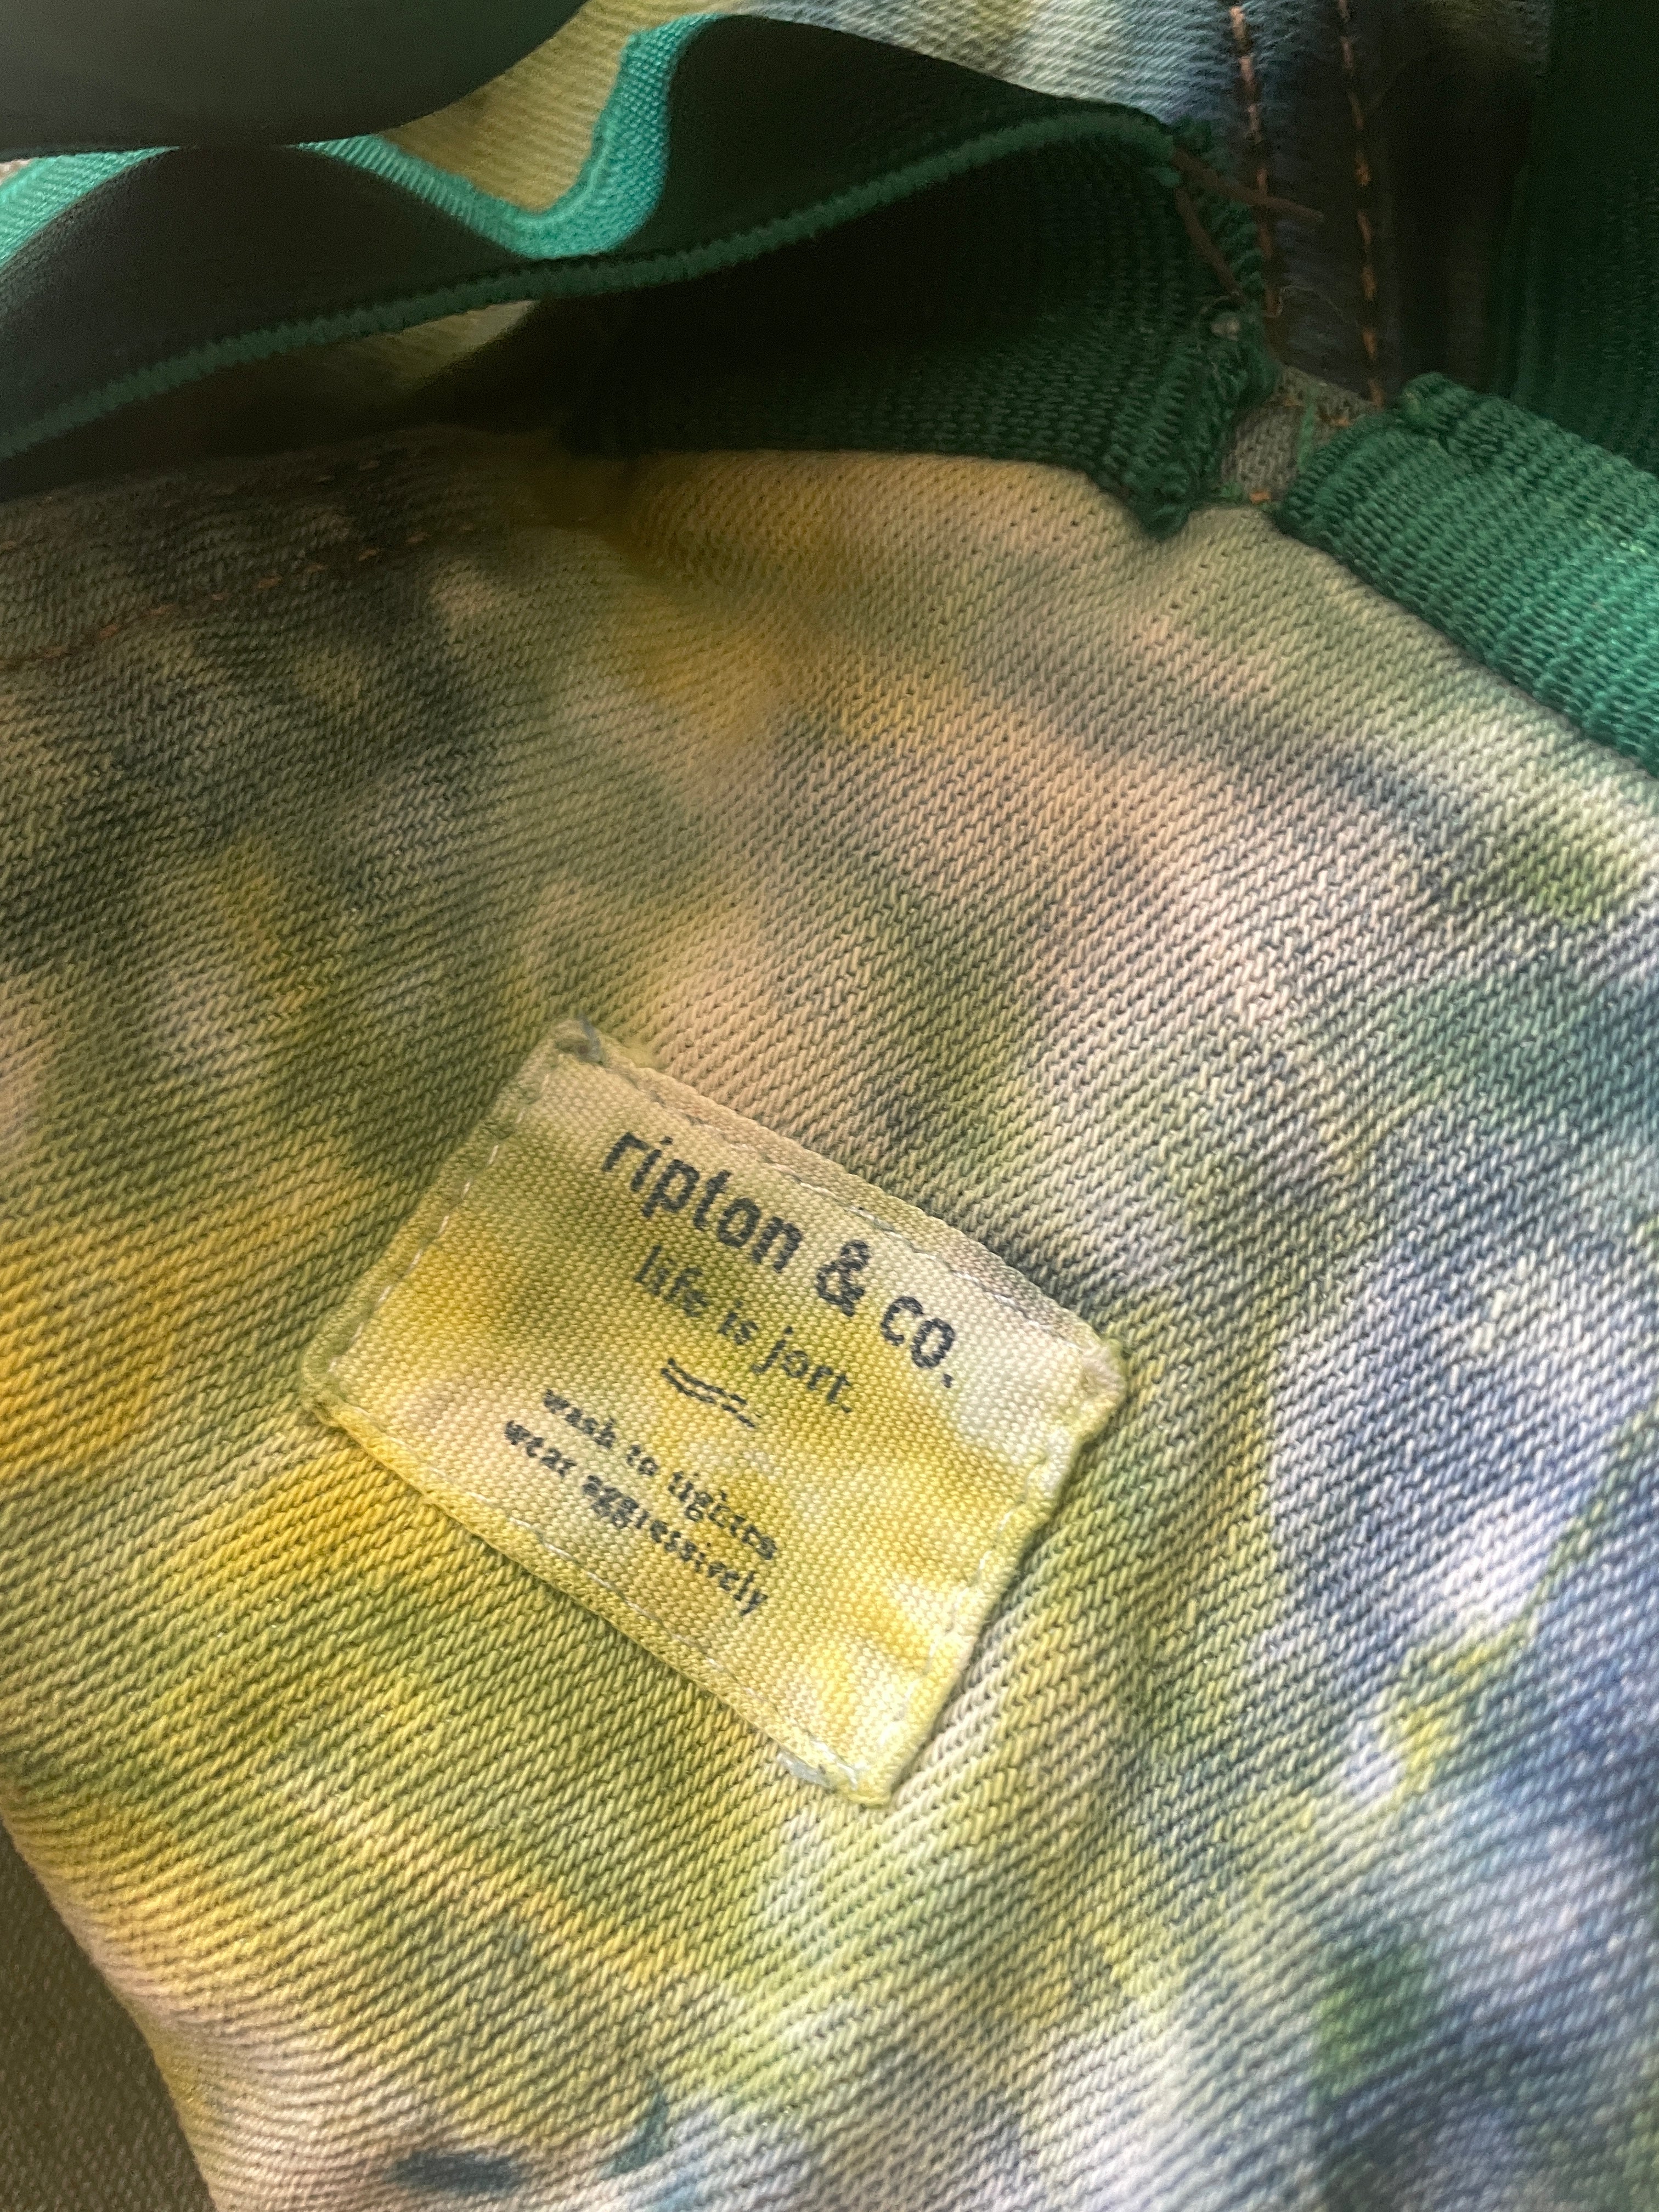 ripton & co.
life is jort.
wash to tighten
wear aggressively